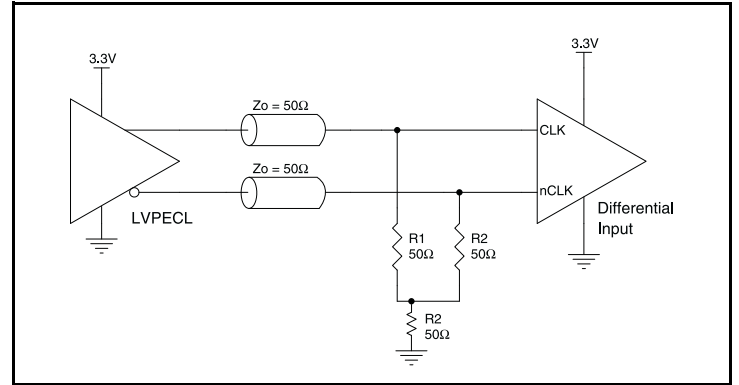 3.3V
3.3V
Zo = 50Ω
CLK
Zo = 50Ω
nCLK
LVPECL
Differential
Input
R1
50Ω
R2
50Ω
R2
50Ω